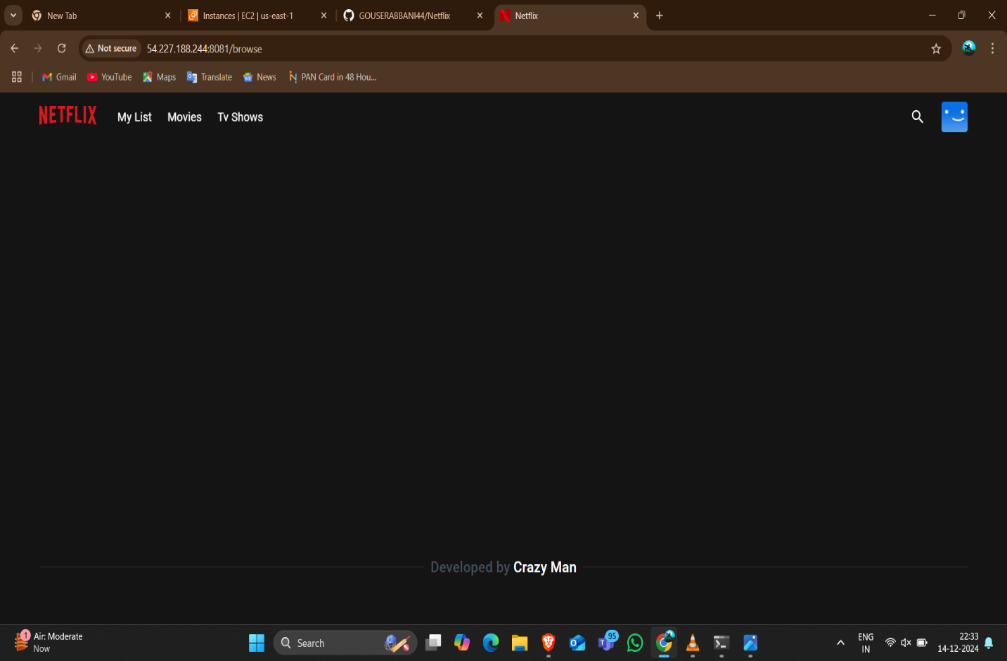 New Tab
Instances | EC2 | us-east-1
GOUSERABBANI44/Netflix
Netflix
Not secure
54.227.188.244:8081/browse
Gmail
YouTube
Maps
Translate
News
PAN Card in 48 Hou...
NETFLIX
My List
Movies
Tv Shows
Developed by Crazy Man
1
Air: Moderate
Now
Search
95
ENG
IN
22:33
14-12-2024